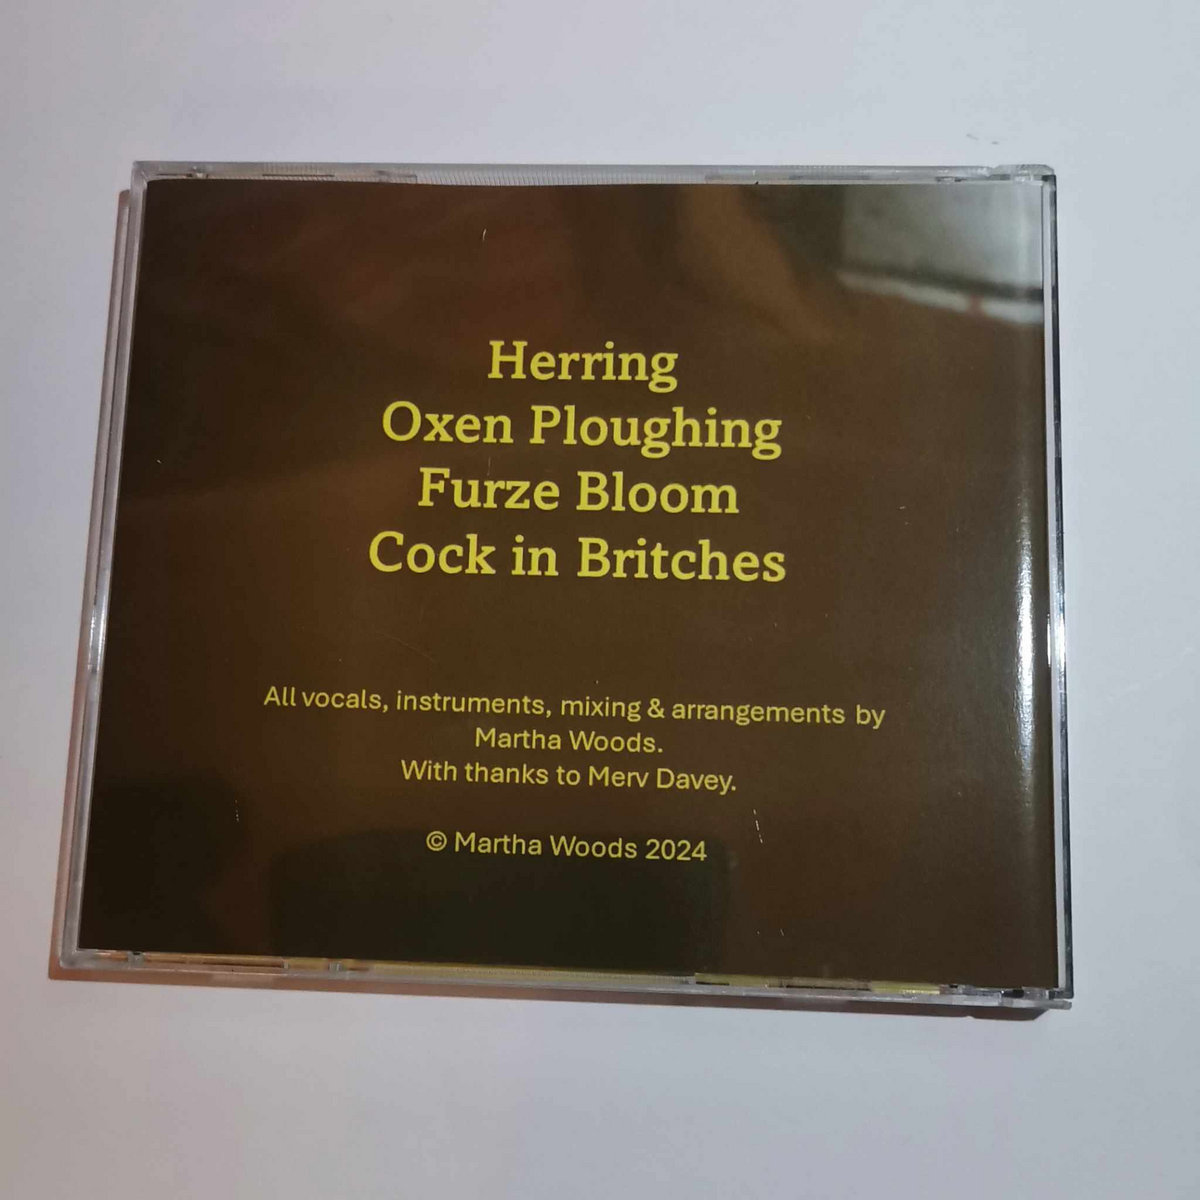 Herring
Oxen Ploughing
Furze Bloom
Cock in Britches
All vocals, instruments, mixing & arrangements by
Martha Woods.
With thanks to Merv Davey.
© Martha Woods 2024